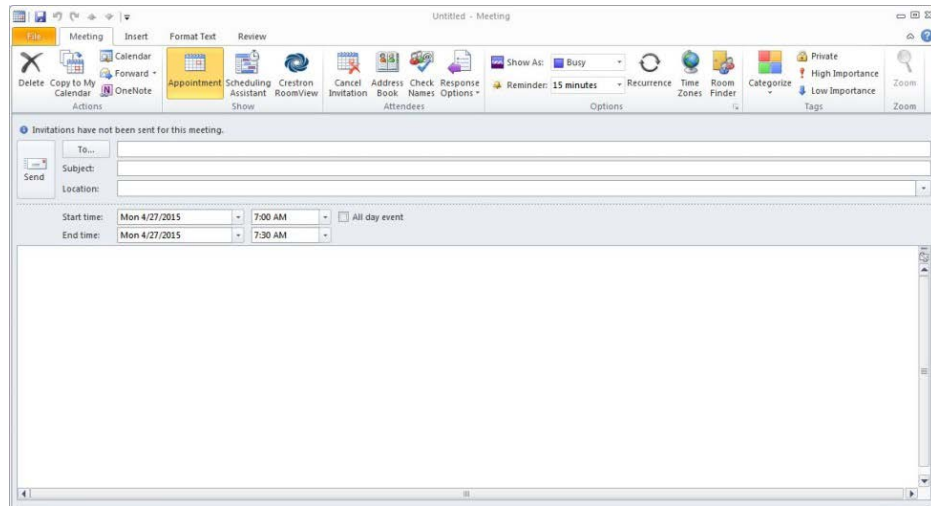 Untitled - Meeting
File Meeting Insert Format Text Review
Delete Copy to My Calendar Calendar Forward OneNote
Actions
Appointment Scheduling Assistant Crestron RoomView
Show
Cancel Invitation Address Book Check Names Response Options
Attendees
Show As: Busy
Reminder: 15 minutes
Recurrence Time Zones Room Finder
Options
Categorize Private
High Importance
Low Importance
Tags
Zoom
Zoom
Invitations have not been sent for this meeting.
Send
To...
Subject:
Location:
Start time: Mon 4/27/2015 7:00 AM All day event
End time: Mon 4/27/2015 7:30 AM